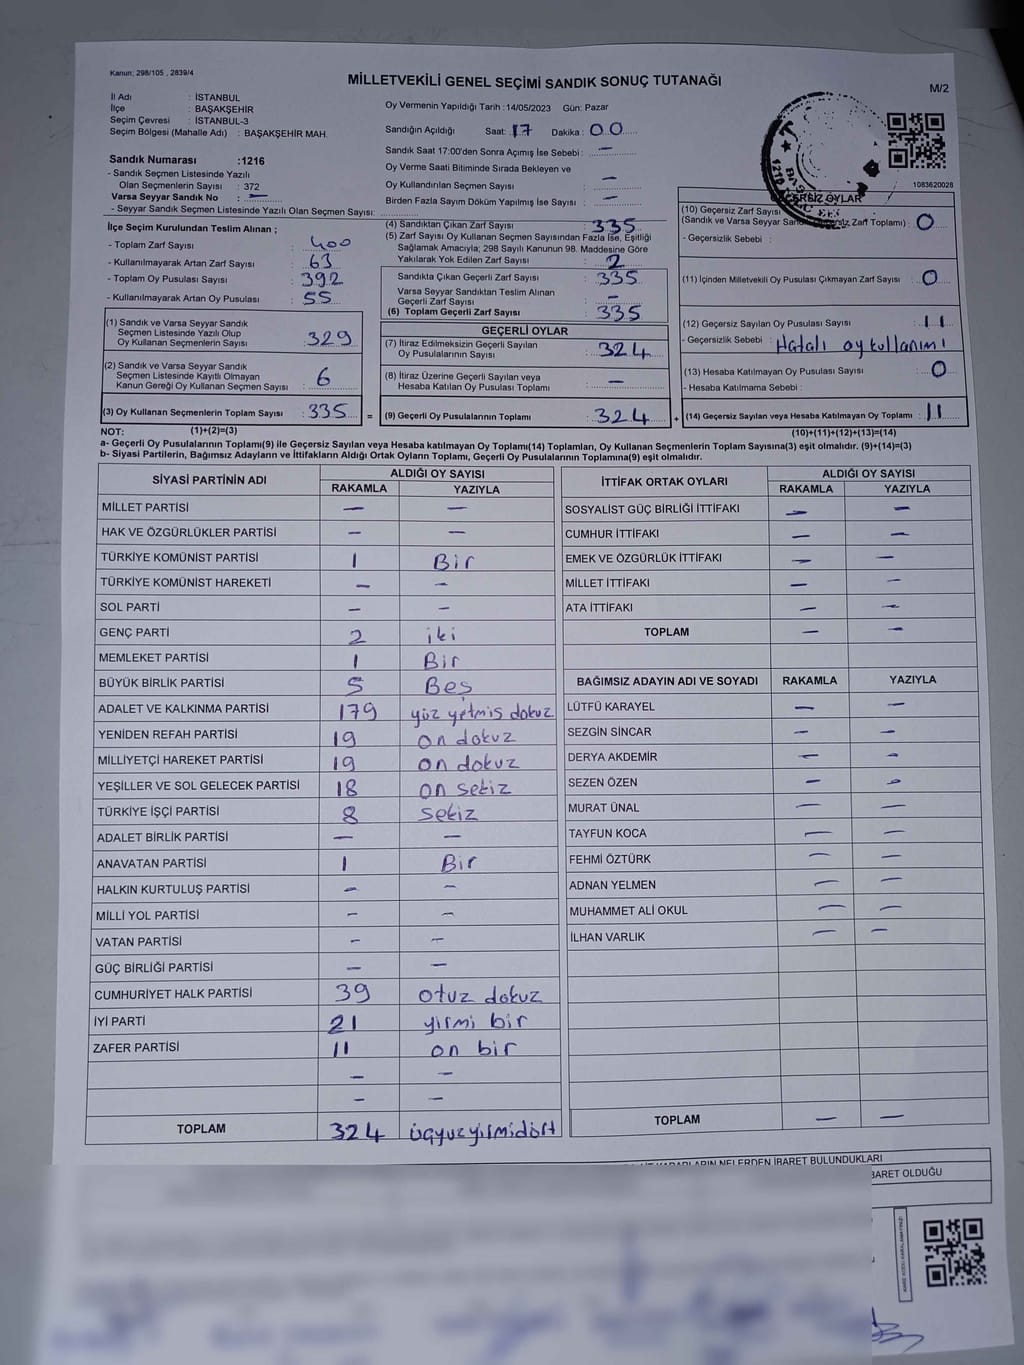 Kanun; 298/105 , 2839/4
MİLLETVEKİLİ GENEL SEÇİMİ SANDIK SONUÇ TUTANAĞI
M/2
İl Adı : İSTANBUL
İlçe : BAŞAKŞEHİR
Seçim Çevresi : İSTANBUL-3
Seçim Bölgesi (Mahalle Adı) : BAŞAKŞEHİR MAH.
Sandık Numarası :1216
- Sandık Seçmen Listesinde Yazılı
Olan Seçmenlerin Sayısı : 372
Varsa Seyyar Sandık No : —
- Seyyar Sandık Seçmen Listesinde Yazılı Olan Seçmen Sayısı:
Oy Vermenin Yapıldığı Tarih : 14/05/2023 Gün: Pazar
Sandığın Açıldığı Saat: 17 Dakika : 00
Sandık Saat 17:00'den Sonra Açımış İse Sebebi : —
Oy Verme Saati Bitiminde Sırada Bekleyen ve
Oy Kullandırılan Seçmen Sayısı : —
Birden Fazla Sayım Döküm Yapılmış İse Sayısı : —
1083620028
İlçe Seçim Kurulundan Teslim Alınan ;
- Toplam Zarf Sayısı : 400
- Kullanılmayarak Artan Zarf Sayısı : 63
- Toplam Oy Pusulası Sayısı : 392
- Kullanılmayarak Artan Oy Pusulası : 55
(1) Sandık ve Varsa Seyyar Sandık
Seçmen Listesinde Yazılı Olup
Oy Kullanan Seçmenlerin Sayısı : 329
(2) Sandık ve Varsa Seyyar Sandık
Seçmen Listesinde Kayıtlı Olmayan
Kanun Gereği Oy Kullanan Seçmen Sayısı : 6
(3) Oy Kullanan Seçmenlerin Toplam Sayısı : 335 =
(1)+(2)=(3)
(4) Sandıktan Çıkan Zarf Sayısı : 335
(5) Zarf Sayısı Oy Kullanan Seçmen Sayısından Fazla İse, Eşitliği
Sağlamak Amacıyla; 298 Sayılı Kanunun 98. Maddesine Göre
Yakılarak Yok Edilen Zarf Sayısı : 2
Sandıkta Çıkan Geçerli Zarf Sayısı : 335
Varsa Seyyar Sandıktan Teslim Alınan
Geçerli Zarf Sayısı : —
(6) Toplam Geçerli Zarf Sayısı : 335
GEÇERLİ OYLAR
(7) İtiraz Edilmeksizin Geçerli Sayılan
Oy Pusulalarının Sayısı : 324
(8) İtiraz Üzerine Geçerli Sayılan veya
Hesaba Katılan Oy Pusulası Toplamı : —
(9) Geçerli Oy Pusulalarının Toplamı : 324 +
GEÇERSİZ OYLAR
(10) Geçersiz Zarf Sayısı
(Sandık ve Varsa Seyyar Zarf Toplamı) : 0
- Geçersizlik Sebebi :
(11) İçinden Milletvekili Oy Pusulası Çıkmayan Zarf Sayısı : 0
(12) Geçersiz Sayılan Oy Pusulası Sayısı : 11
- Geçersizlik Sebebi : Hatalı oy kullanımı
(13) Hesaba Katılmayan Oy Pusulası Sayısı : 0
- Hesaba Katılmama Sebebi :
(14) Geçersiz Sayılan veya Hesaba Katılmayan Oy Toplamı : 11
(10)+(11)+(12)+(13)=(14)
NOT:
a- Geçerli Oy Pusulalarının Toplamı(9) ile Geçersiz Sayılan veya Hesaba katılmayan Oy Toplamı(14) Toplamları, Oy Kullanan Seçmenlerin Toplam Sayısına(3) eşit olmalıdır. (9)+(14)=(3)
b- Siyasi Partilerin, Bağımsız Adayların ve İttifakların Aldığı Ortak Oyların Toplamı, Geçerli Oy Pusulalarının Toplamına(9) eşit olmalıdır.
SİYASİ PARTİNİN ADI ALDIĞI OY SAYISI
RAKAMLA YAZIYLA
MİLLET PARTİSİ — —
HAK VE ÖZGÜRLÜKLER PARTİSİ — —
TÜRKİYE KOMÜNİST PARTİSİ 1 Bir
TÜRKİYE KOMÜNİST HAREKETİ — —
SOL PARTİ — —
GENÇ PARTİ 2 iki
MEMLEKET PARTİSİ 1 Bir
BÜYÜK BİRLİK PARTİSİ 5 Beş
ADALET VE KALKINMA PARTİSİ 179 yüz yetmiş dokuz
YENİDEN REFAH PARTİSİ 19 on dokuz
MİLLİYETÇİ HAREKET PARTİSİ 19 on dokuz
YEŞİLLER VE SOL GELECEK PARTİSİ 18 on sekiz
TÜRKİYE İŞÇİ PARTİSİ 8 sekiz
ADALET BİRLİK PARTİSİ — —
ANAVATAN PARTİSİ 1 Bir
HALKIN KURTULUŞ PARTİSİ — —
MİLLİ YOL PARTİSİ — —
VATAN PARTİSİ — —
GÜÇ BİRLİĞİ PARTİSİ — —
CUMHURİYET HALK PARTİSİ 39 otuz dokuz
İYİ PARTİ 21 yirmi bir
ZAFER PARTİSİ 11 on bir
— —
— —
TOPLAM 324 üçyüzyirmidört
İTTİFAK ORTAK OYLARI ALDIĞI OY SAYISI
RAKAMLA YAZIYLA
SOSYALİST GÜÇ BİRLİĞİ İTTİFAKI — —
CUMHUR İTTİFAKI — —
EMEK VE ÖZGÜRLÜK İTTİFAKI — —
MİLLET İTTİFAKI — —
ATA İTTİFAKI — —
TOPLAM — —
BAĞIMSIZ ADAYIN ADI VE SOYADI RAKAMLA YAZIYLA
LÜTFÜ KARAYEL — —
SEZGİN SİNCAR — —
DERYA AKDEMİR — —
SEZEN ÖZEN — —
MURAT ÜNAL — —
TAYFUN KOCA — —
FEHMİ ÖZTÜRK — —
ADNAN YELMEN — —
MUHAMMET ALİ OKUL — —
İLHAN VARLIK — —
TOPLAM — —
NELERDEN İBARET BULUNDUKLARI
BARET OLDUĞU